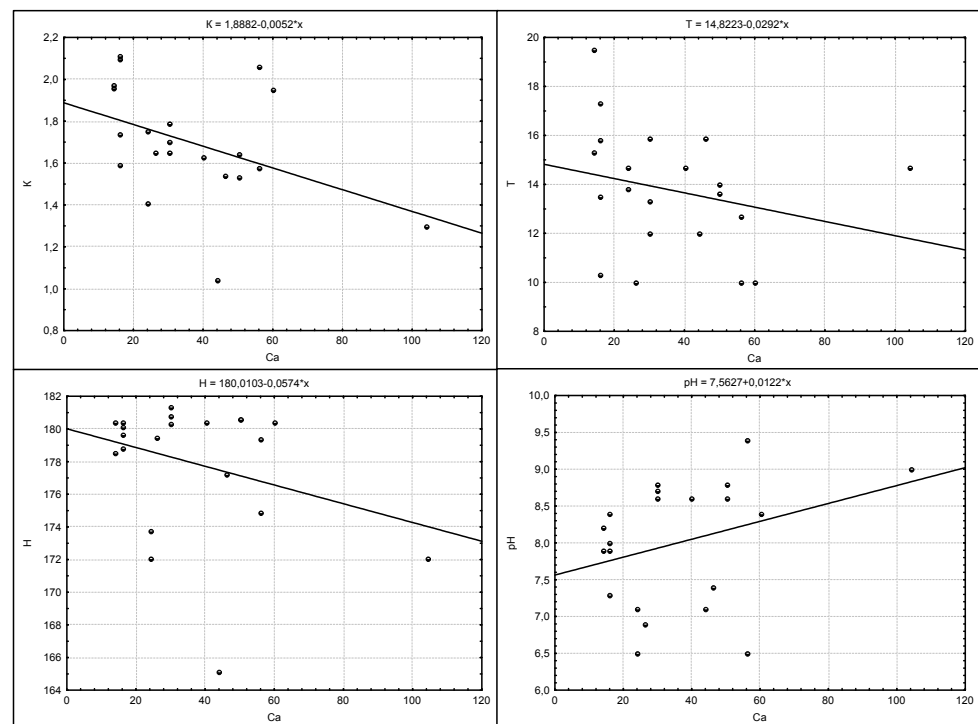 K = 1,8882-0,0052*x
2,2
2,0
1,8
1,6
1,4
1,2
1,0
0,8
K
0 20 40 60 80 100 120
Ca
T = 14,8223-0,0292*x
20
18
16
14
12
10
8
T
0 20 40 60 80 100 120
Ca
H = 180,0103-0,0574*x
182
180
178
176
174
172
170
168
166
164
H
0 20 40 60 80 100 120
Ca
pH = 7,5627+0,0122*x
10,0
9,5
9,0
8,5
8,0
7,5
7,0
6,5
6,0
pH
0 20 40 60 80 100 120
Ca